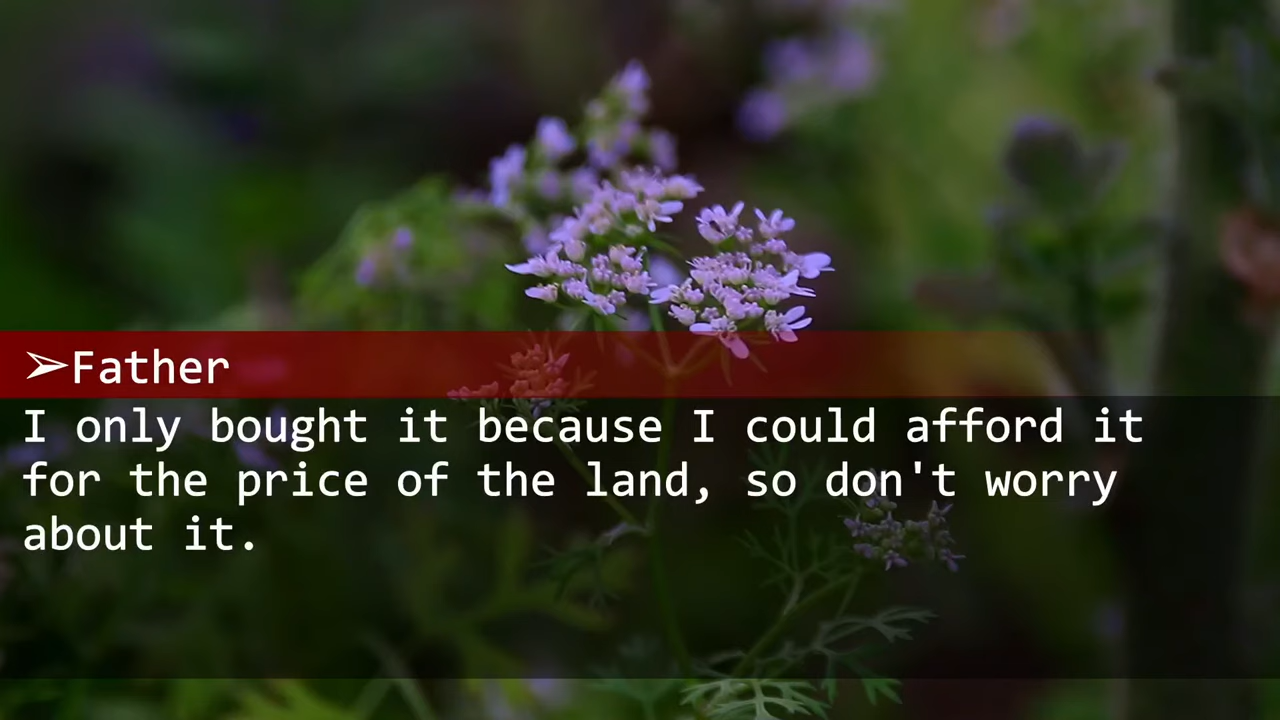 ➢Father
I only bought it because I could afford it
for the price of the land, so don't worry
about it.